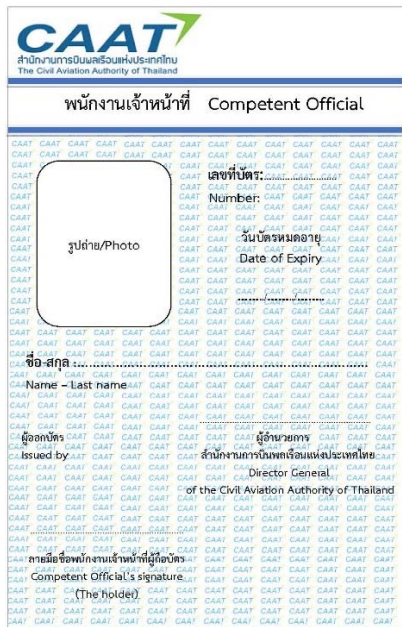 CAAT
สำนักงานการบินพลเรือนแห่งประเทศไทย
The Civil Aviation Authority of Thailand
พนักงานเจ้าหน้าที่ Competent Official
รูปถ่าย/Photo
เลขที่บัตร:........................
Number:
วันบัตรหมดอายุ
Date of Expiry
......../......../........
ชื่อ-สกุล :................................................................
Name – Last name
ผู้ออกบัตร
Issued by
ผู้อำนวยการ
สำนักงานการบินพลเรือนแห่งประเทศไทย
Director General
of the Civil Aviation Authority of Thailand
ลายมือชื่อพนักงานเจ้าหน้าที่ผู้ถือบัตร
Competent Official's signature
(The holder)